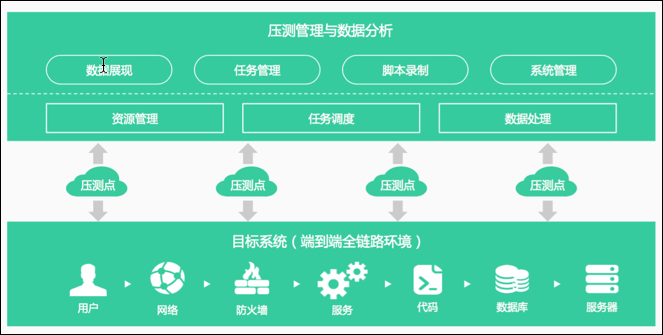 压测管理与数据分析
数据展现 任务管理 脚本录制 系统管理
资源管理 任务调度 数据处理
压测点 压测点 压测点 压测点
目标系统（端到端全链路环境）
用户 网络 防火墙 服务 代码 数据库 服务器